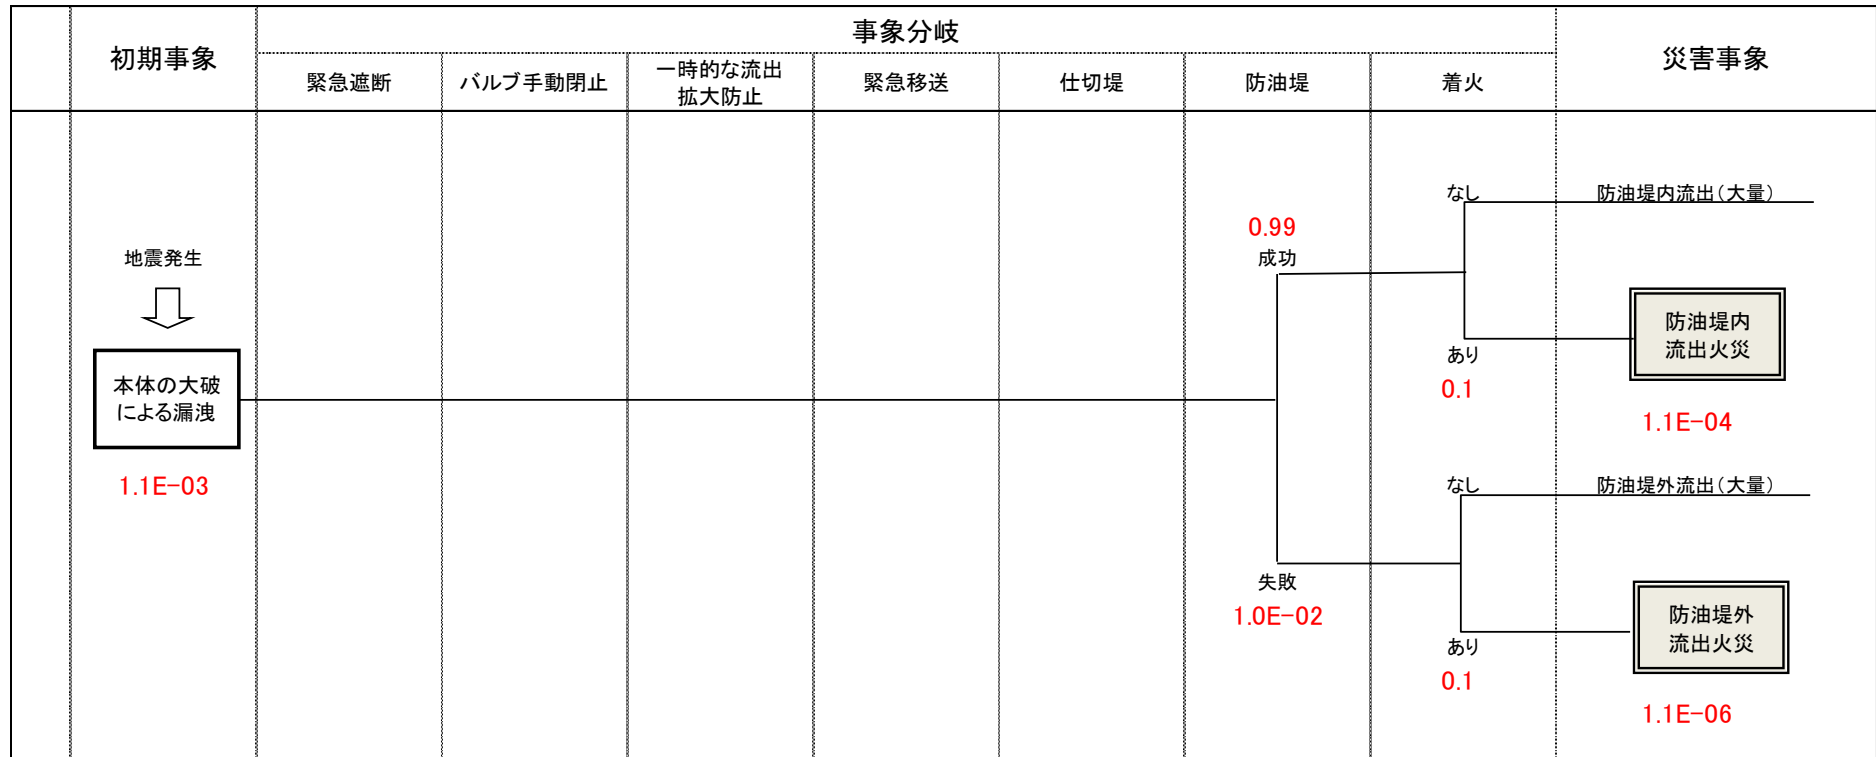 初期事象
事象分岐
災害事象
緊急遮断
バルブ手動閉止
一時的な流出
拡大防止
緊急移送
仕切堤
防油堤
着火
地震発生
本体の大破
による漏洩
1.1E-03
0.99
成功
失敗
1.0E-02
なし
防油堤内流出(大量)
あり
0.1
防油堤内
流出火災
1.1E-04
なし
防油堤外流出(大量)
あり
0.1
防油堤外
流出火災
1.1E-06